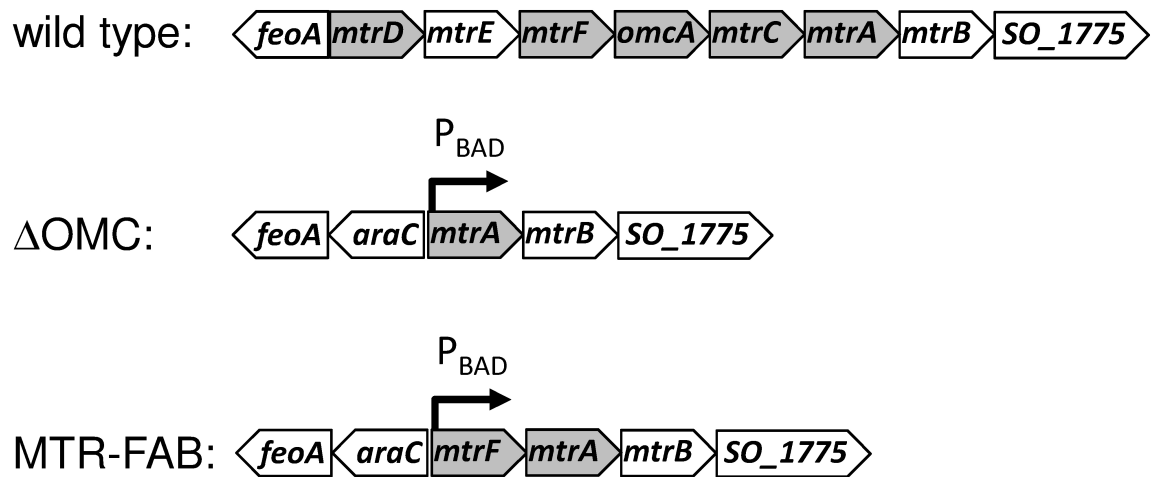 wild type: feoA mtrD mtrE mtrF omcA mtrC mtrA mtrB SO_1775
PBAD
ΔOMC: feoA araC mtrA mtrB SO_1775
PBAD
MTR-FAB: feoA araC mtrF mtrA mtrB SO_1775